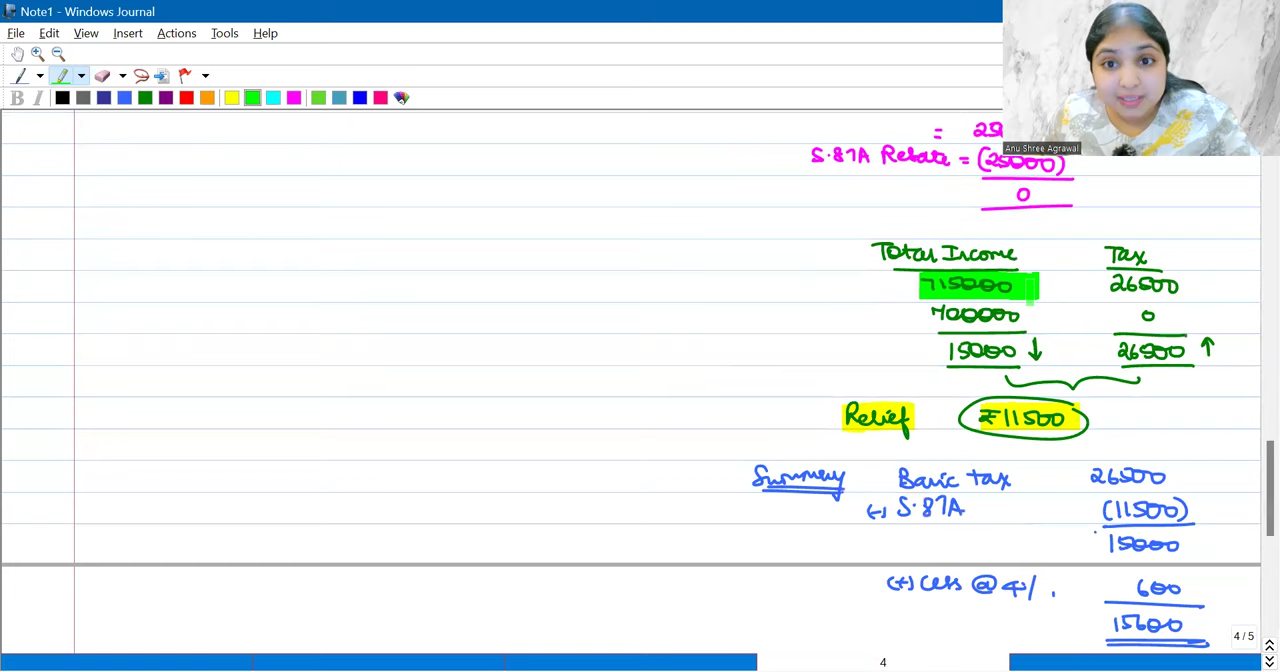 Note1 - Windows Journal
File Edit View Insert Actions Tools Help
B I
Anu Shree Agrawal
=
S.87A Rebate = (25000)
0
Total Income Tax
715000 26500
700000 0
15000 ↓ 26500 ↑
Relief ₹11500
Summary Basic tax 26500
(-) S.87A (11500)
15000
(+) Cess @ 4% 600
15600
4 / 5
4